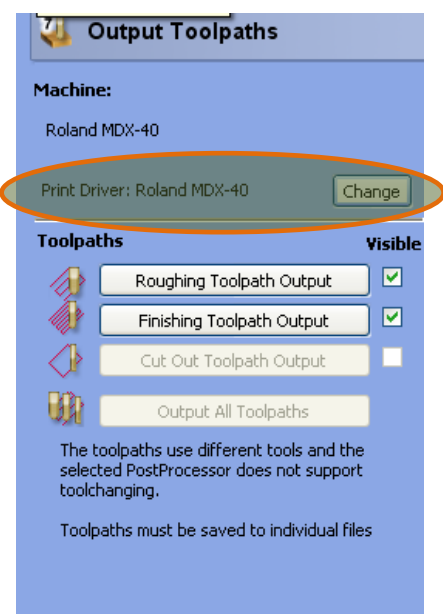 7
Output Toolpaths
Machine:
Roland MDX-40
Print Driver: Roland MDX-40 Change
Toolpaths Visible
Roughing Toolpath Output
Finishing Toolpath Output
Cut Out Toolpath Output
Output All Toolpaths
The toolpaths use different tools and the
selected PostProcessor does not support
toolchanging.
Toolpaths must be saved to individual files